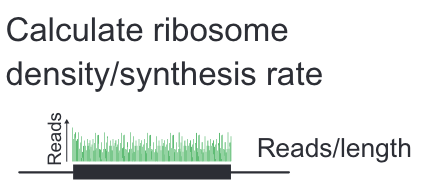 Calculate ribosome
density/synthesis rate
Reads
Reads/length